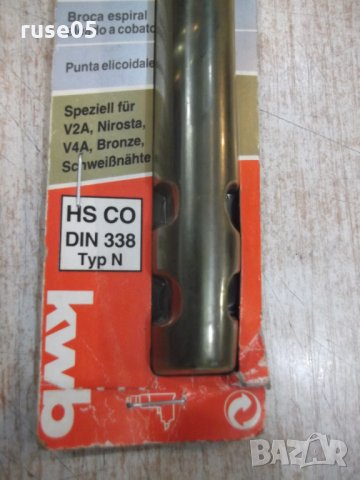 ruse05
Broca espiral
o a cobato
Punta elicoidale
Speziell für
V2A, Nirosta,
V4A, Bronze,
Schweißnähte
HS CO
DIN 338
Typ N
kwb
BAZAR